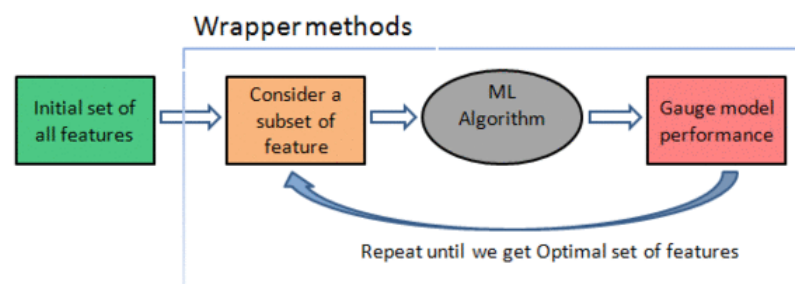 Wrapper methods
Initial set of
all features
Consider a
subset of
feature
ML
Algorithm
Gauge model
performance
Repeat until we get Optimal set of features